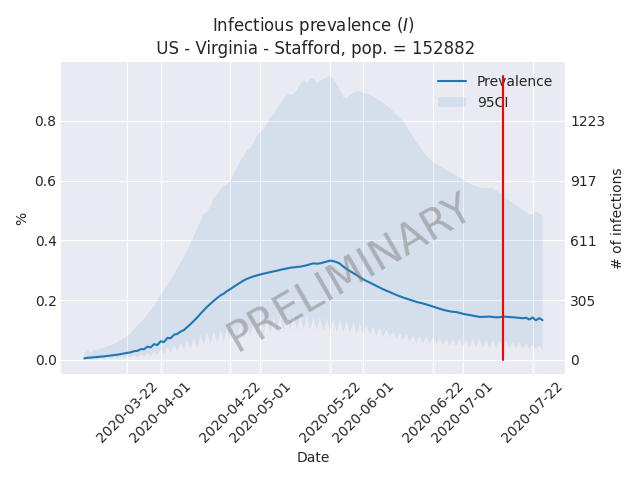 Infectious prevalence (I)
US - Virginia - Stafford, pop. = 152882
Prevalence
95CI
0.8
0.6
0.4
0.2
0.0
%
1223
917
611
305
0
# of infections
PRELIMINARY
2020-03-22
2020-04-01
2020-04-22
2020-05-01
2020-05-22
2020-06-01
2020-06-22
2020-07-01
2020-07-22
Date